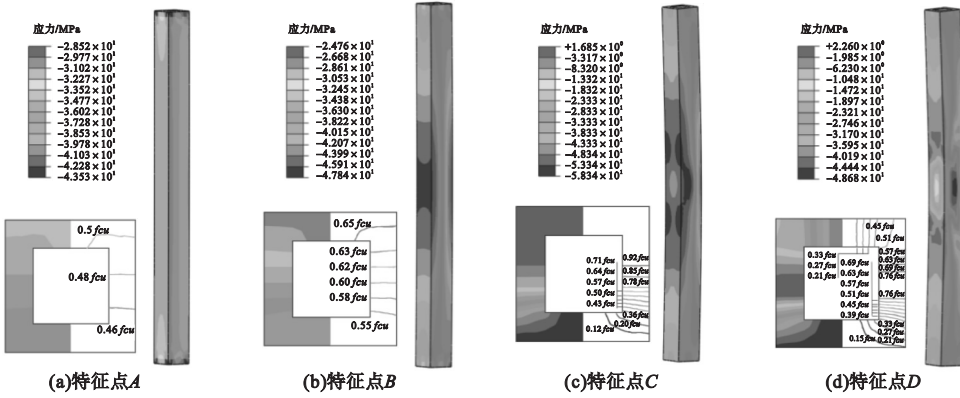 应力/MPa
−2.852×10¹
−2.977×10¹
−3.102×10¹
−3.227×10¹
−3.352×10¹
−3.477×10¹
−3.602×10¹
−3.728×10¹
−3.853×10¹
−3.978×10¹
−4.103×10¹
−4.228×10¹
−4.353×10¹
0.5 fcu
0.48 fcu
0.46 fcu
(a)特征点A
应力/MPa
−2.476×10¹
−2.668×10¹
−2.861×10¹
−3.053×10¹
−3.245×10¹
−3.438×10¹
−3.630×10¹
−3.822×10¹
−4.015×10¹
−4.207×10¹
−4.399×10¹
−4.591×10¹
−4.784×10¹
0.65 fcu
0.63 fcu
0.62 fcu
0.60 fcu
0.58 fcu
0.55 fcu
(b)特征点B
应力/MPa
+1.685×10⁰
−3.317×10⁰
−8.320×10⁰
−1.332×10¹
−1.832×10¹
−2.333×10¹
−2.833×10¹
−3.333×10¹
−3.833×10¹
−4.333×10¹
−4.834×10¹
−5.334×10¹
−5.834×10¹
0.71 fcu
0.64 fcu
0.57 fcu
0.50 fcu
0.43 fcu
0.92 fcu
0.85 fcu
0.78 fcu
0.36 fcu
0.20 fcu
0.12 fcu
(c)特征点C
应力/MPa
+2.260×10⁰
−1.985×10⁰
−6.230×10⁰
−1.048×10¹
−1.472×10¹
−1.897×10¹
−2.321×10¹
−2.746×10¹
−3.170×10¹
−3.595×10¹
−4.019×10¹
−4.444×10¹
−4.868×10¹
0.45 fcu
0.51 fcu
0.57 fcu
0.63 fcu
0.69 fcu
0.76 fcu
0.33 fcu
0.27 fcu
0.21 fcu
0.69 fcu
0.63 fcu
0.57 fcu
0.51 fcu
0.45 fcu
0.39 fcu
0.76 fcu
0.33 fcu
0.27 fcu
0.21 fcu
0.15 fcu
(d)特征点D